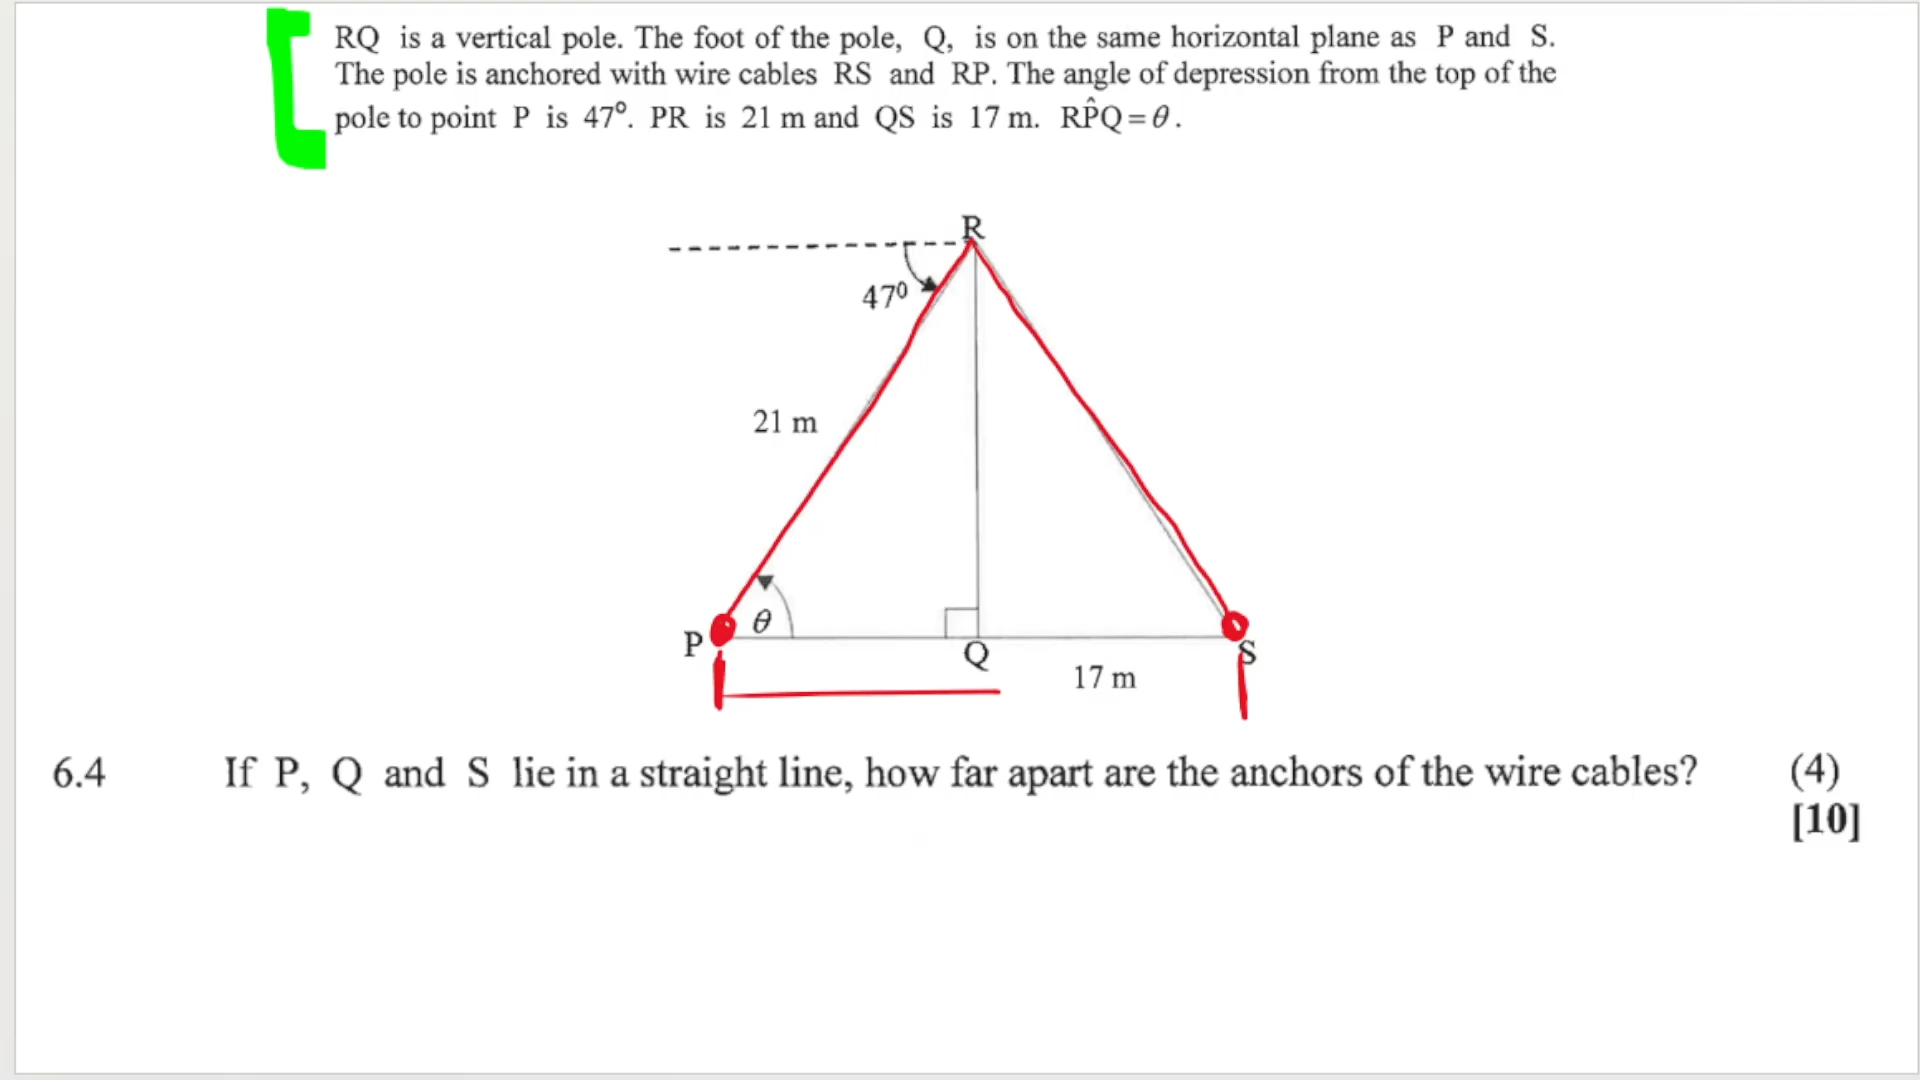 RQ is a vertical pole. The foot of the pole, Q, is on the same horizontal plane as P and S.
The pole is anchored with wire cables RS and RP. The angle of depression from the top of the
pole to point P is 47⁰. PR is 21 m and QS is 17 m. RP̂Q = θ.
R
47⁰
21 m
θ
P
Q
S
17 m
6.4 If P, Q and S lie in a straight line, how far apart are the anchors of the wire cables? (4)
[10]